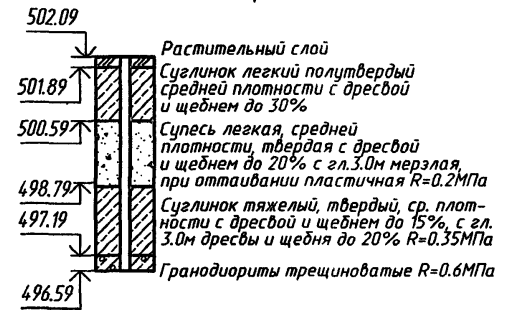 502.09
Растительный слой
Суглинок легкий полутвердый
средней плотности с дресвой
и щебнем до 30%
501.89
500.59
Супесь легкая, средней
плотности, твердая с дресвой
и щебнем до 20% с гл.3.0м мерзлая,
при оттаивании пластичная R=0.2МПа
498.79
497.19
Суглинок тяжелый, твердый, ср. плот-
ности с дресвой и щебнем до 15%, с гл.
3.0м дресвы и щебня до 20% R=0.35МПа
Гранодиориты трещиноватые R=0.6МПа
496.59